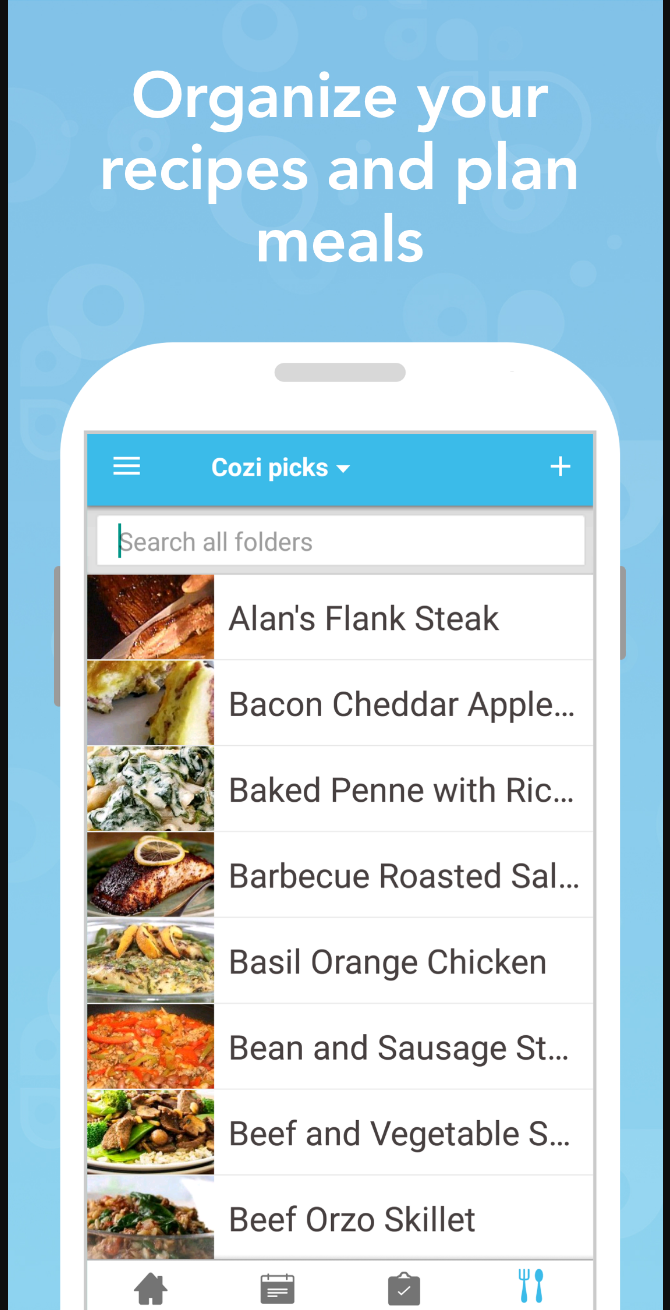 Organize your
recipes and plan
meals
Cozi picks
Search all folders
Alan's Flank Steak
Bacon Cheddar Apple...
Baked Penne with Ric...
Barbecue Roasted Sal...
Basil Orange Chicken
Bean and Sausage St...
Beef and Vegetable S...
Beef Orzo Skillet